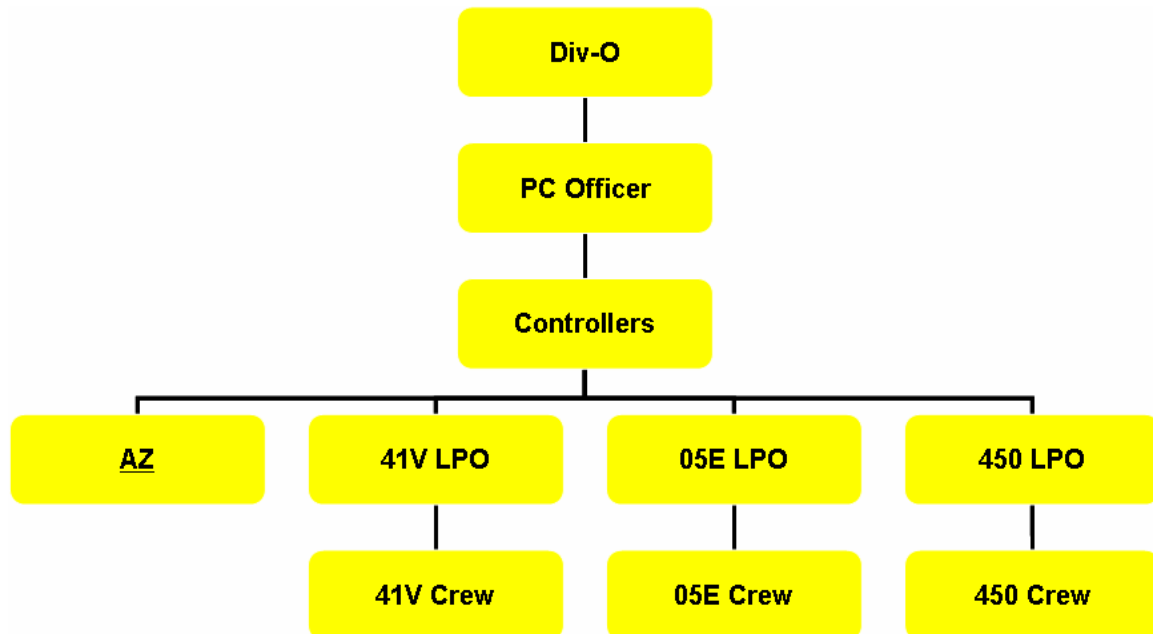 Div-O
PC Officer
Controllers
AZ
41V LPO
05E LPO
450 LPO
41V Crew
05E Crew
450 Crew